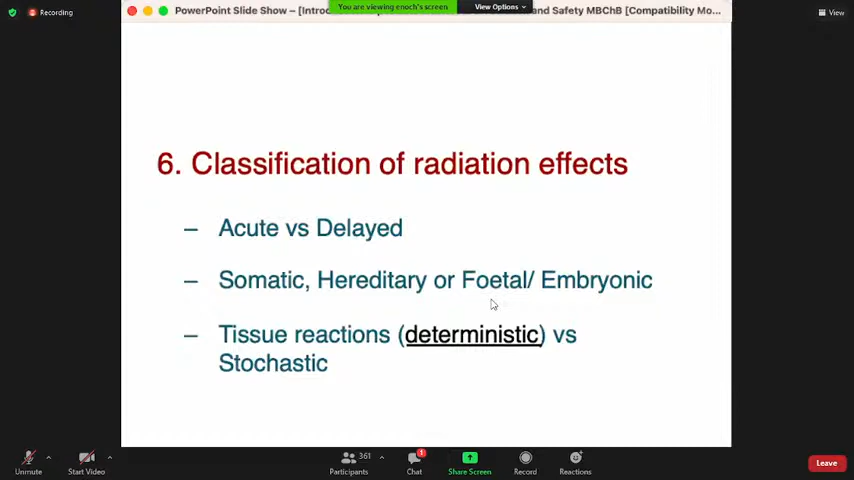 Recording
PowerPoint Slide Show – [Intro
You are viewing enoch's screen
View Options
and Safety MBChB [Compatibility Mo...
View
6. Classification of radiation effects
– Acute vs Delayed
– Somatic, Hereditary or Foetal/ Embryonic
– Tissue reactions (deterministic) vs
Stochastic
Unmute
Start Video
361
Participants
1
Chat
Share Screen
Record
Reactions
Leave